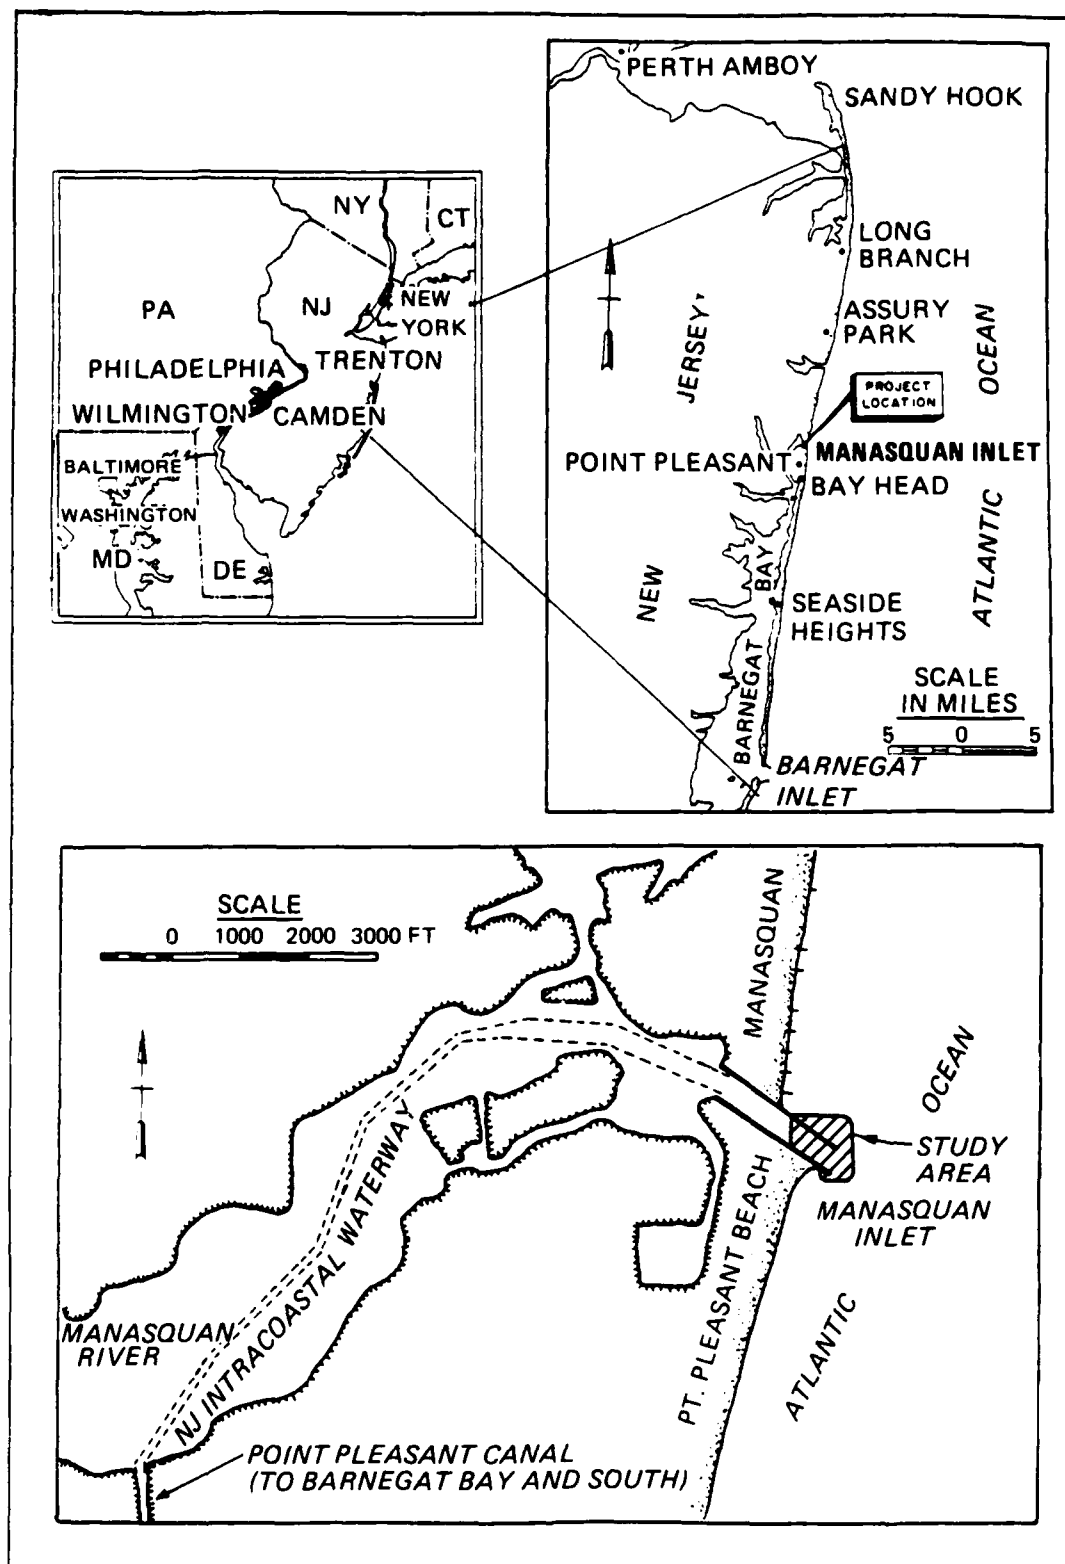 PERTH AMBOY
SANDY HOOK
LONG
BRANCH
ASSURY
PARK
OCEAN
JERSEY
PROJECT
LOCATION
MANASQUAN INLET
POINT PLEASANT
BAY HEAD
ATLANTIC
NEW
BAY
SEASIDE
HEIGHTS
BARNEGAT
SCALE
IN MILES
5 0 5
BARNEGAT
INLET
NY
CT
PA
NJ
NEW
YORK
TRENTON
PHILADELPHIA
WILMINGTON
CAMDEN
BALTIMORE
WASHINGTON
MD
DE
SCALE
0 1000 2000 3000 FT
MANASQUAN
OCEAN
STUDY
AREA
MANASQUAN
INLET
PT. PLEASANT BEACH
ATLANTIC
NJ INTRACOASTAL WATERWAY
MANASQUAN
RIVER
POINT PLEASANT CANAL
(TO BARNEGAT BAY AND SOUTH)